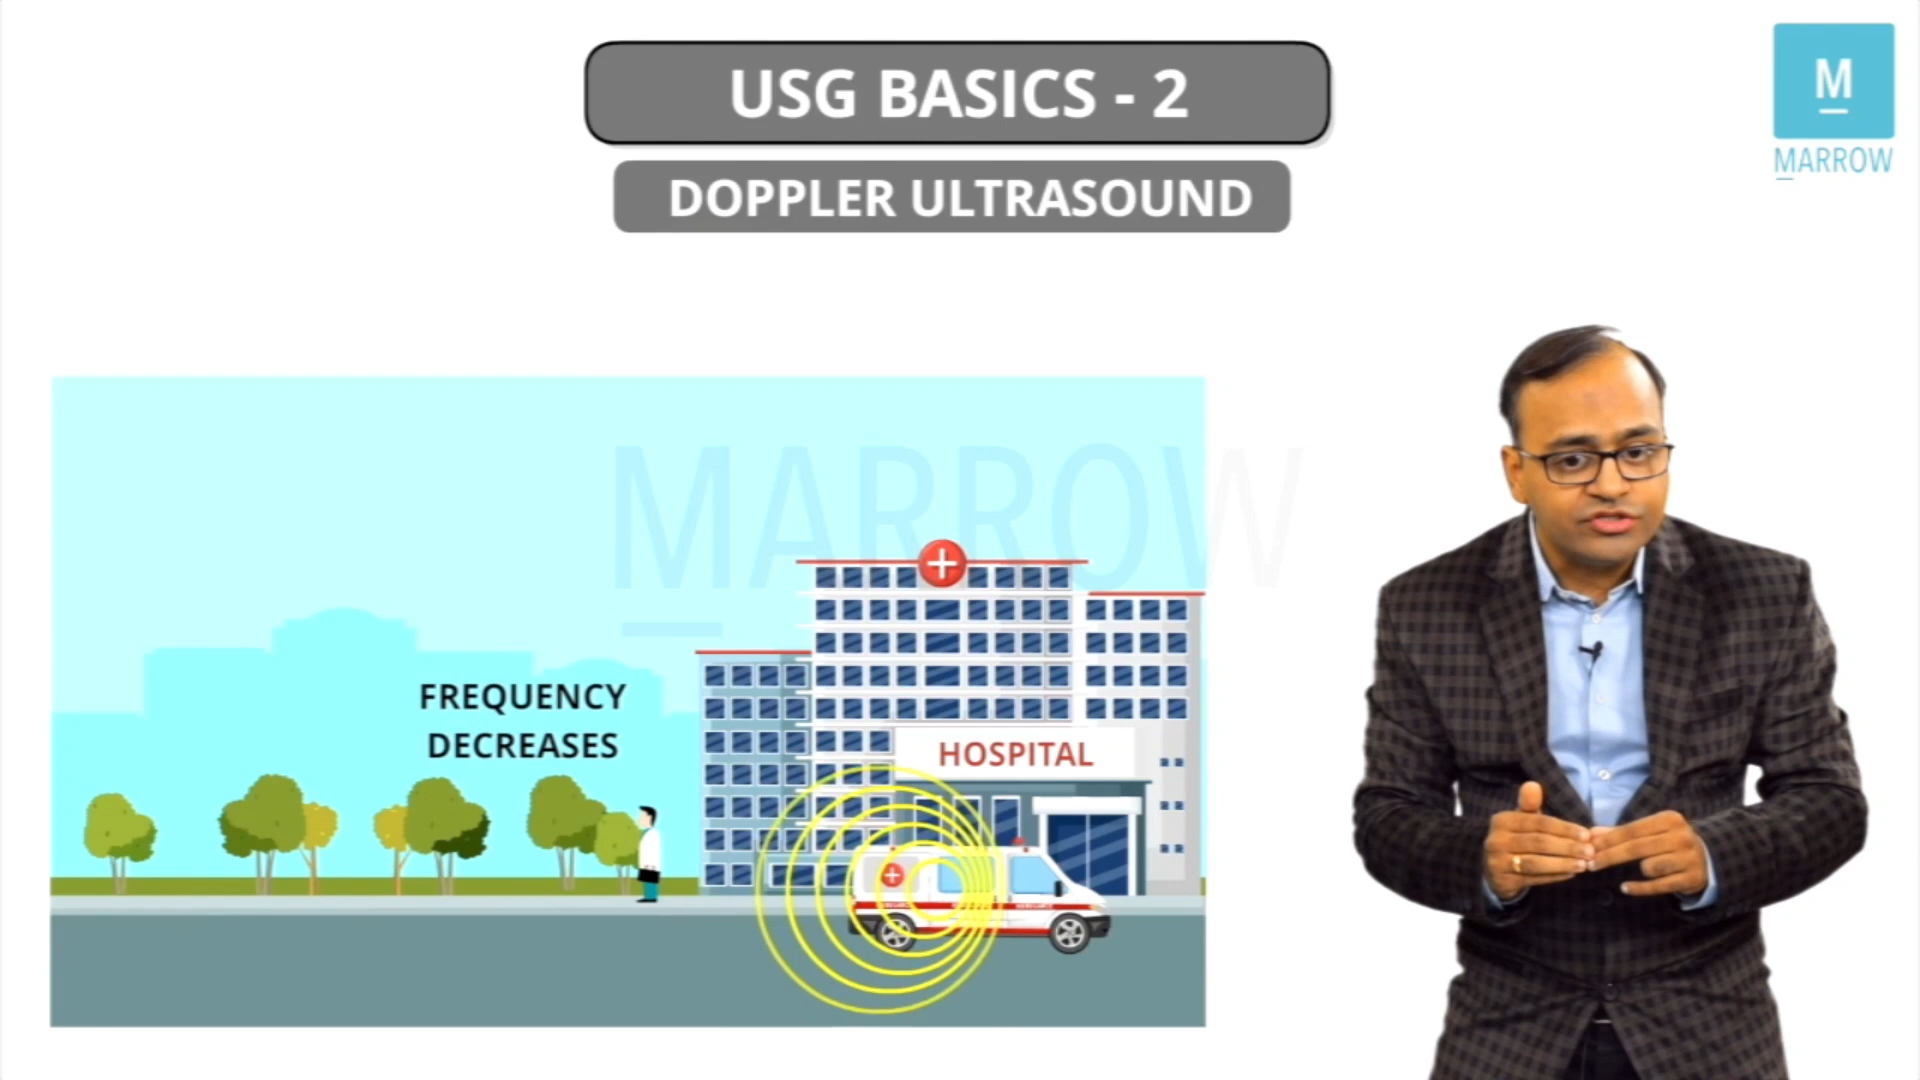 USG BASICS - 2
M
MARROW
DOPPLER ULTRASOUND
MARROW
FREQUENCY
DECREASES
HOSPITAL